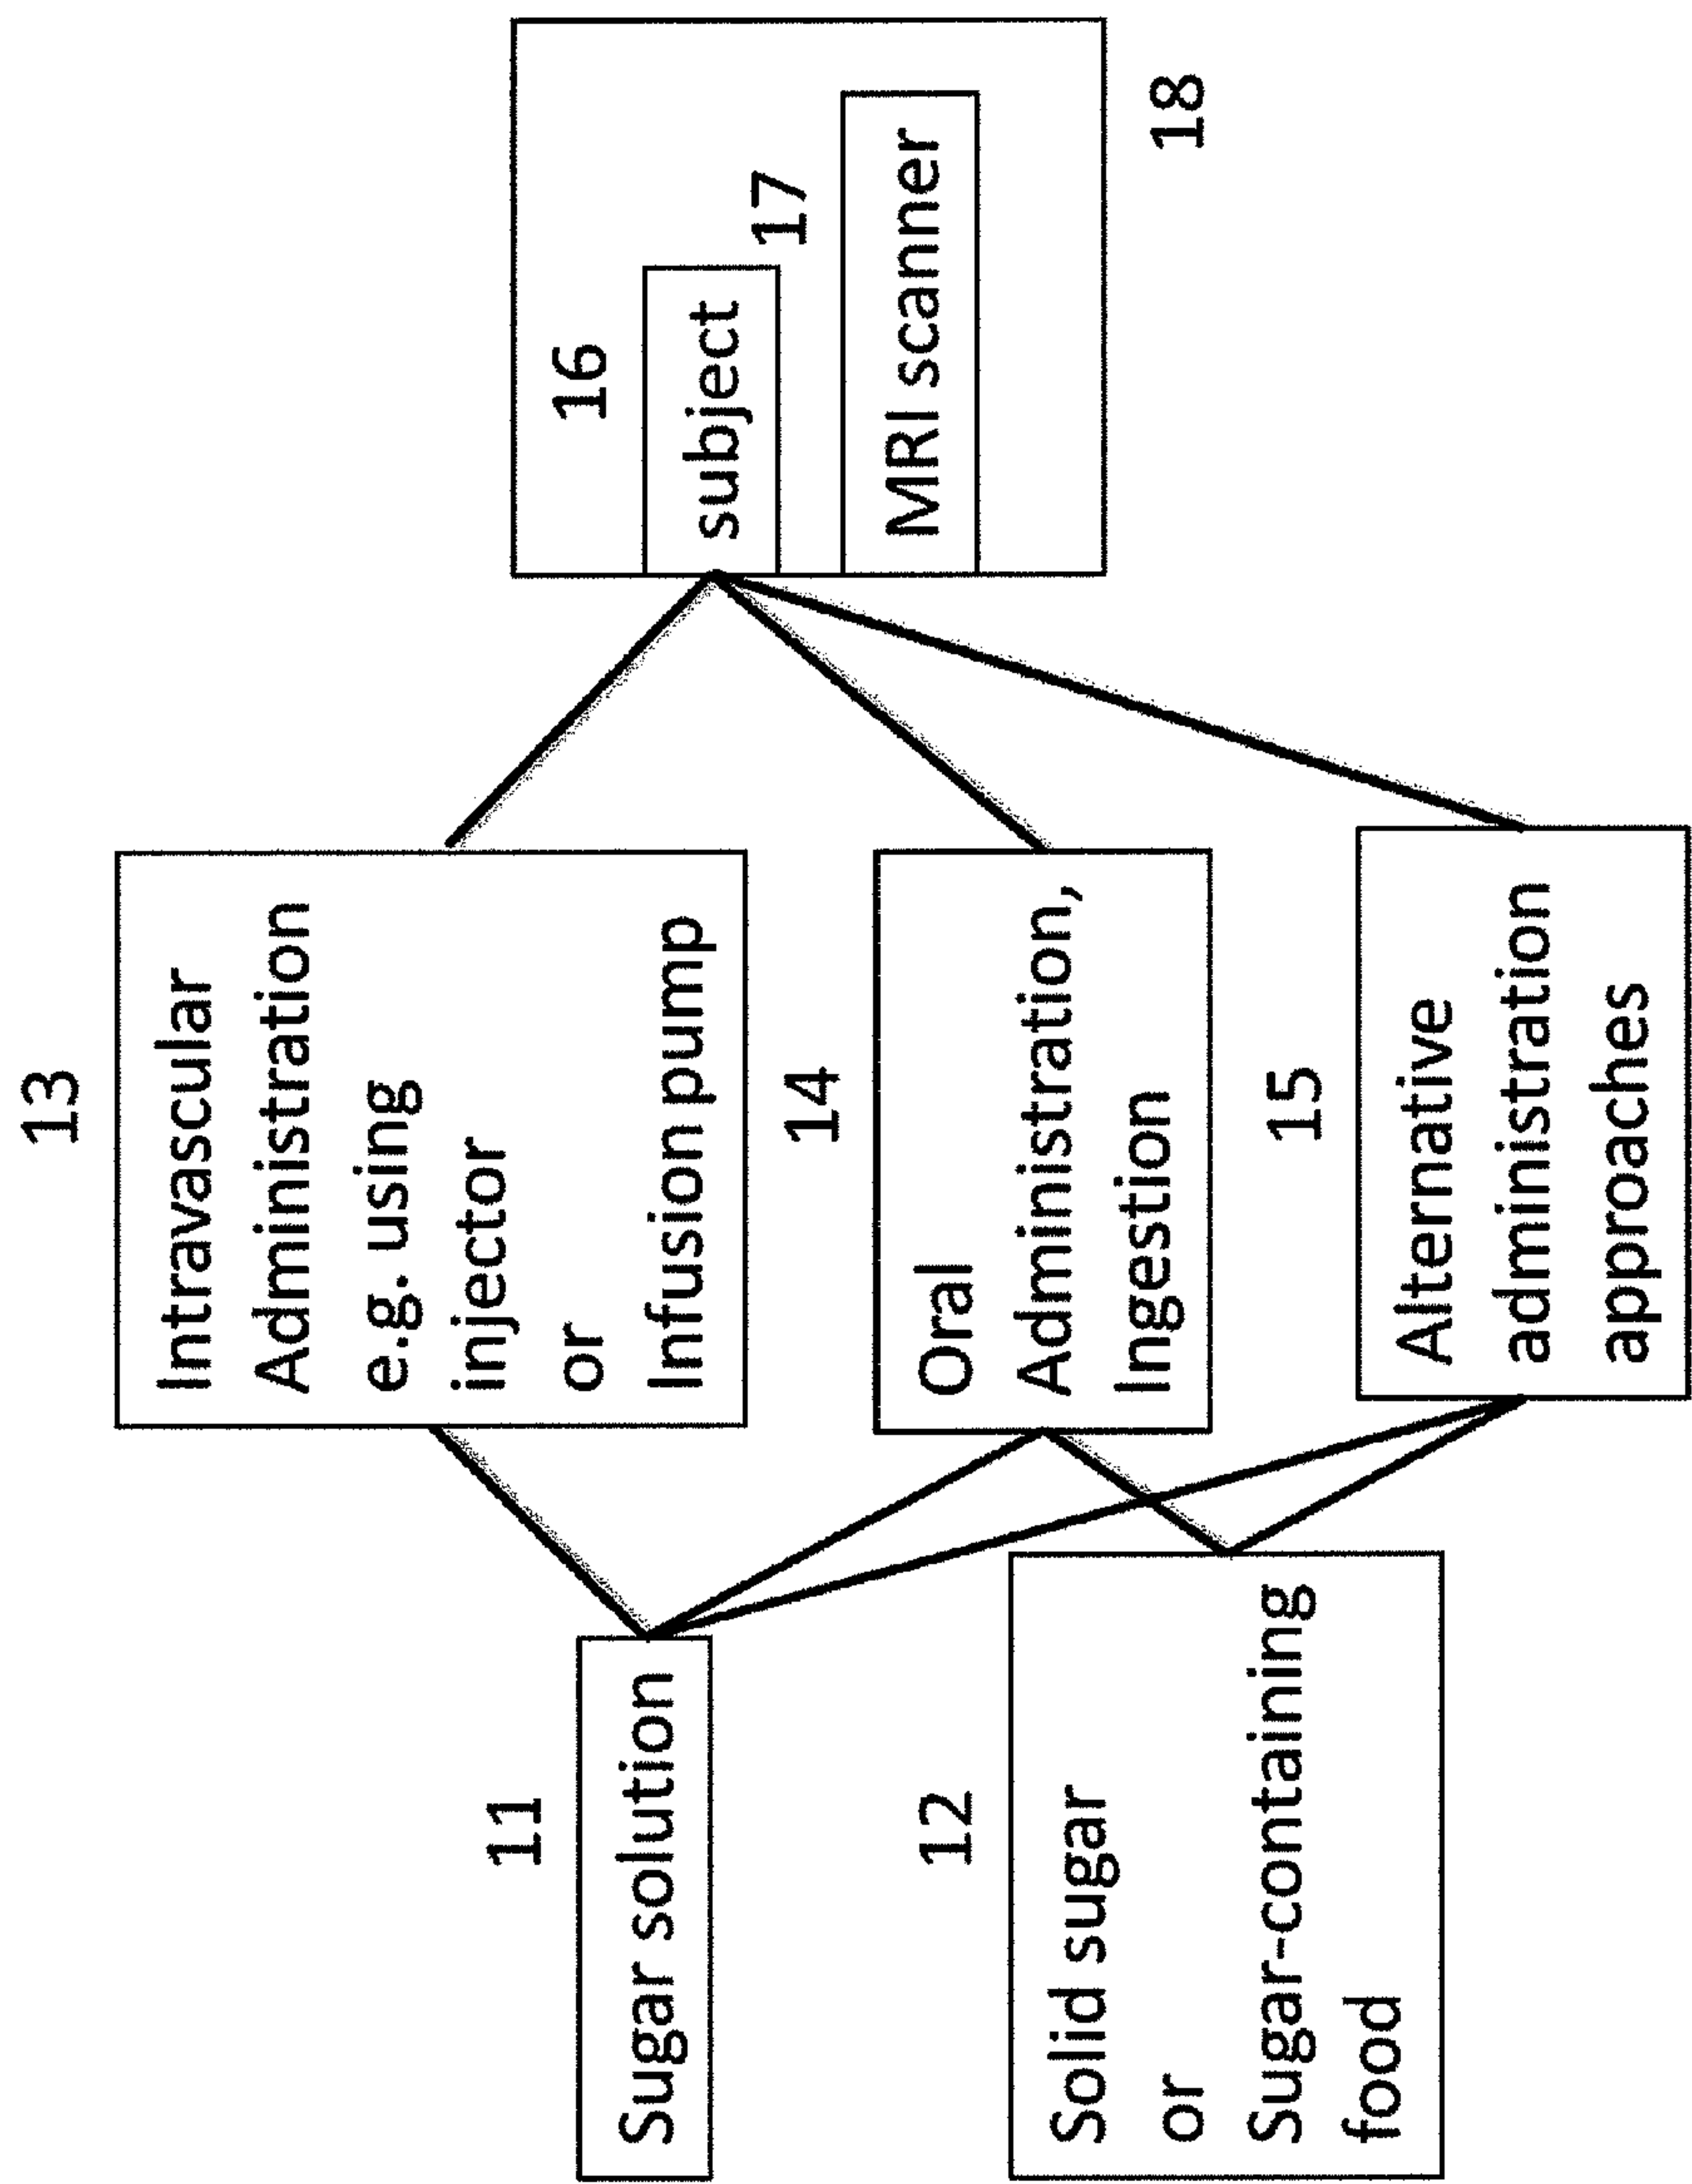 11
Sugar solution
12
Solid sugar
or
Sugar-containing
food
13
Intravascular
Administration
e.g. using
injector
or
Infusion pump
14
Oral
Administration,
Ingestion
15
Alternative
administration
approaches
16
subject
17
MRI scanner
18